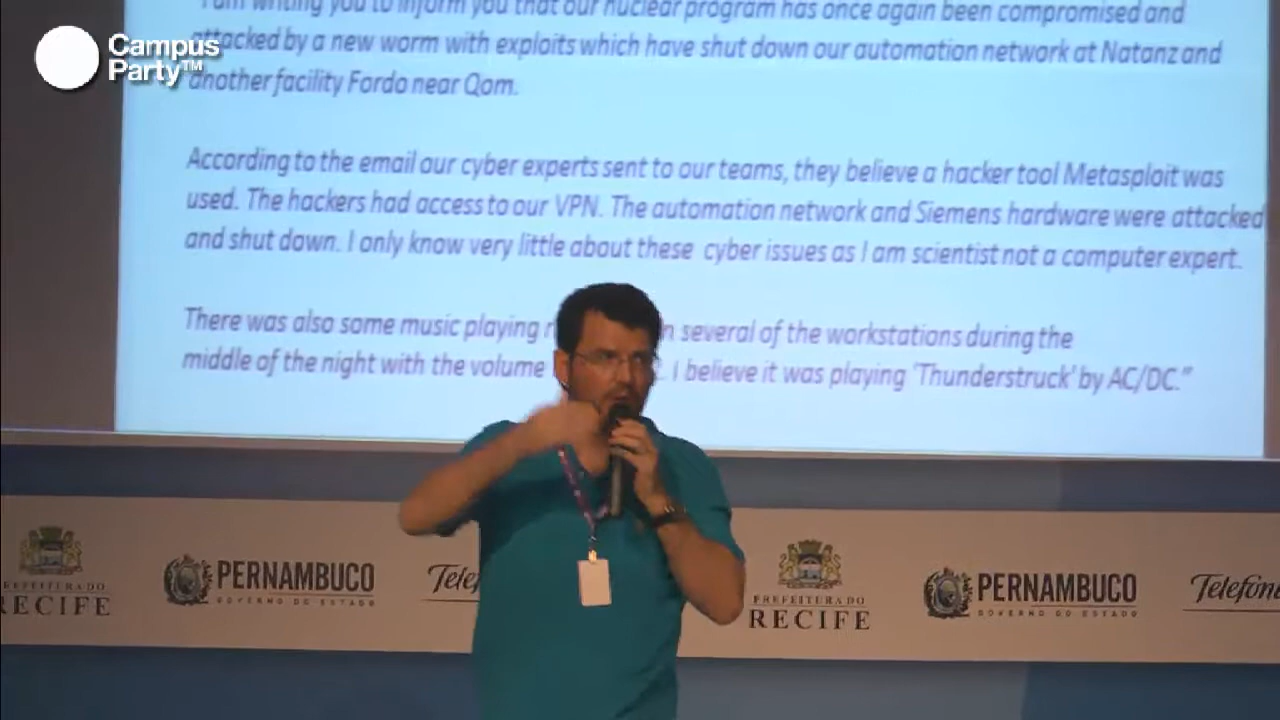 Campus
Party™
"I am writing you to inform you that our nuclear program has once again been compromised and
attacked by a new worm with exploits which have shut down our automation network at Natanz and
another facility Fordo near Qom.
According to the email our cyber experts sent to our teams, they believe a hacker tool Metasploit was
used. The hackers had access to our VPN. The automation network and Siemens hardware were attacked
and shut down. I only know very little about these cyber issues as I am scientist not a computer expert.
There was also some music playing several of the workstations during the
middle of the night with the volume I believe it was playing 'Thunderstruck' by AC/DC."
PREFEITURA DO
RECIFE
PERNAMBUCO
GOVERNO DO ESTADO
PREFEITURA DO
RECIFE
PERNAMBUCO
GOVERNO DO ESTADO